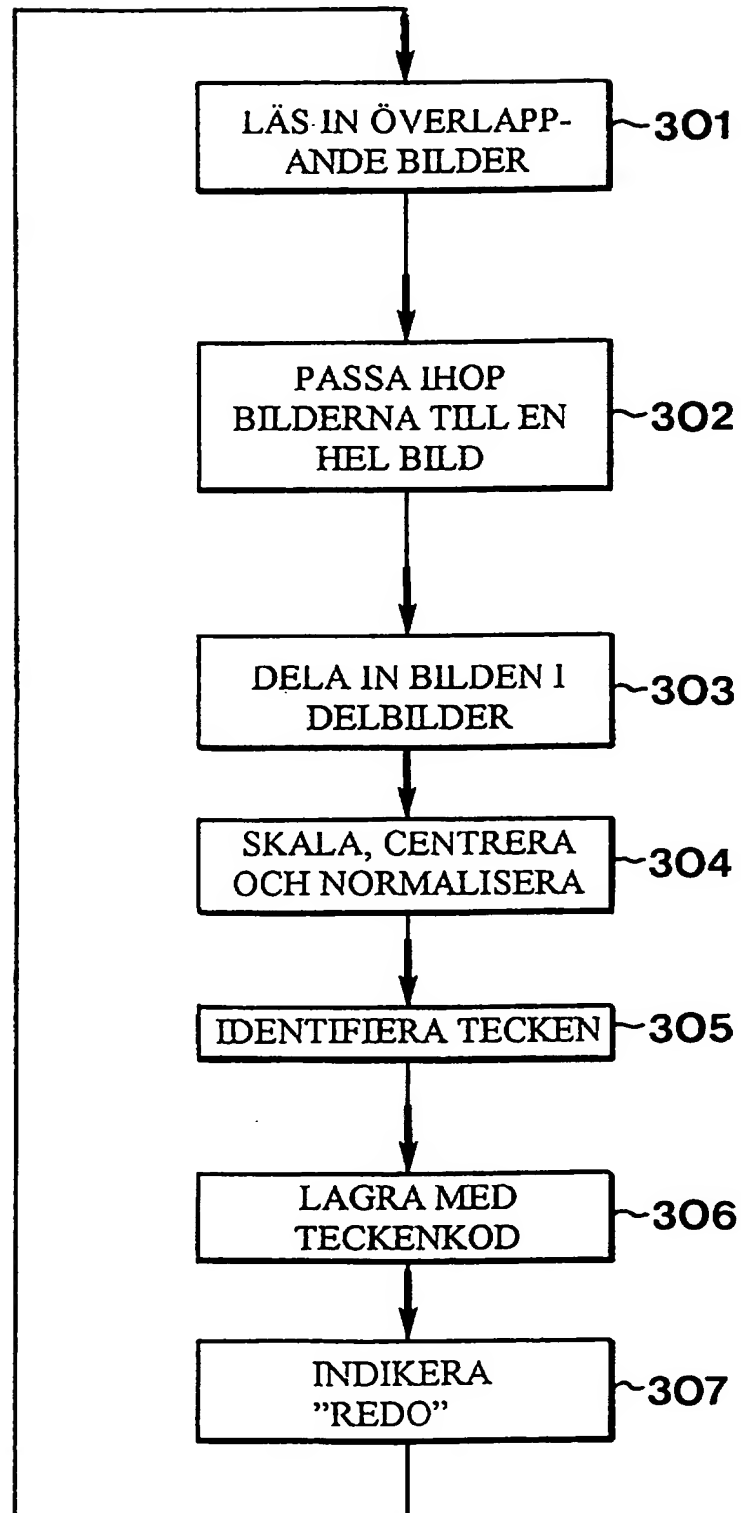 LÄS IN ÖVERLAPP-
ANDE BILDER
301
PASSA IHOP
BILDERNA TILL EN
HEL BILD
302
DELA IN BILDEN I
DELBILDER
303
SKALA, CENTRERA
OCH NORMALISERA
304
IDENTIFIERA TECKEN
305
LAGRA MED
TECKENKOD
306
INDIKERA
”REDO”
307